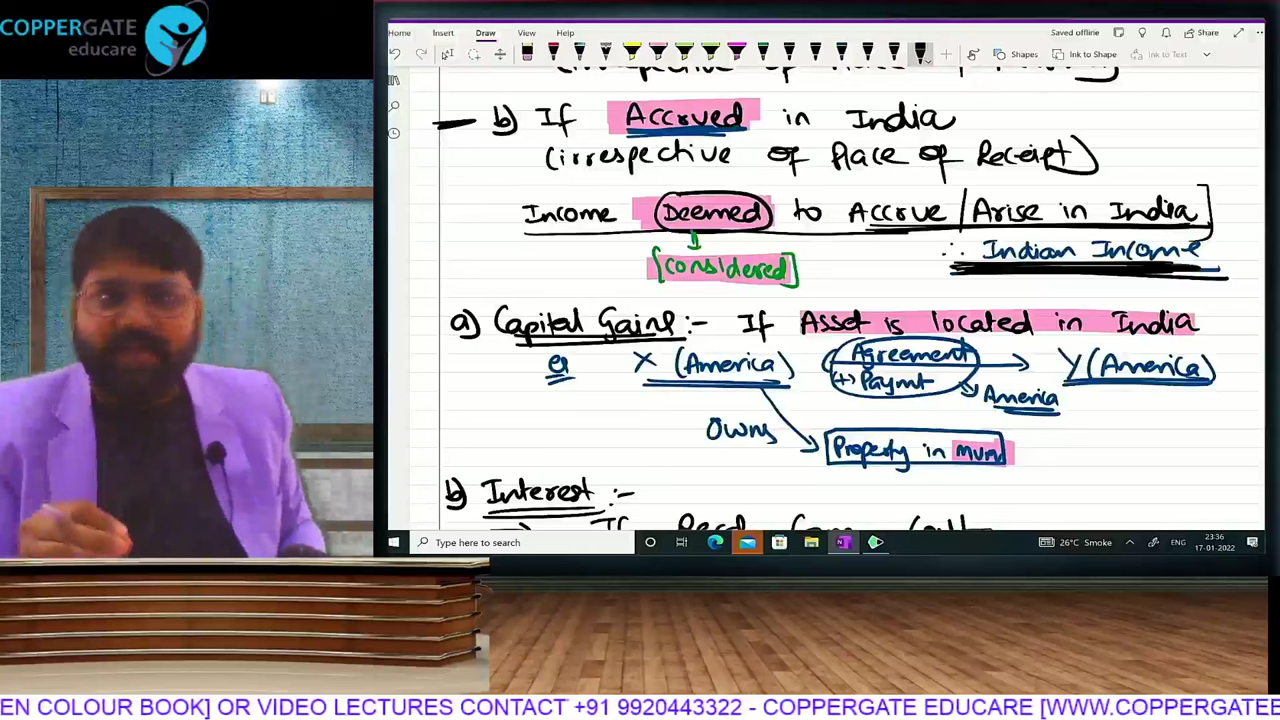 COPPERGATE
educare
Home Insert Draw View Help
Saved offline
Share
Shapes
Ink to Shape
Ink to Text
b) If Accrued in India
(irrespective of Place of Receipt)
Income Deemed to Accrue/Arise in India
[considered]
∴ Indian Income
a) Capital Gains :- If Asset is located in India
X (America)
Agreement
(+) Paymt
Y (America)
America
owns
Property in mum
b) Interest :-
Type here to search
26°C Smoke
ENG
23:36
17-01-2022
EN COLOUR BOOK] OR VIDEO LECTURES CONTACT +91 9920443322 - COPPERGATE EDUCARE [WWW.COPPERGATEE